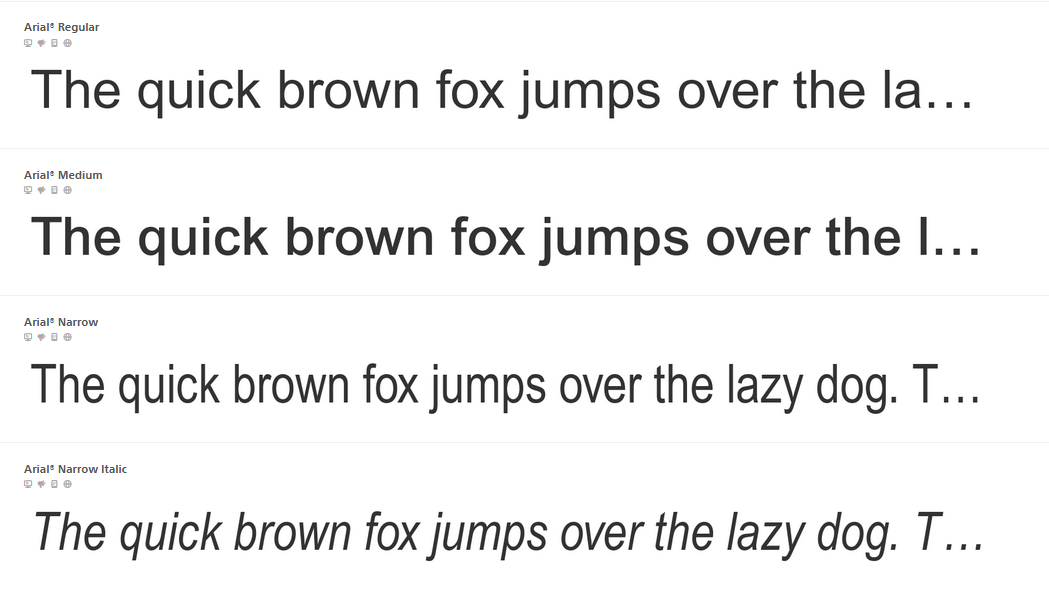 Arial® Regular
The quick brown fox jumps over the la…
Arial® Medium
The quick brown fox jumps over the l…
Arial® Narrow
The quick brown fox jumps over the lazy dog. T…
Arial® Narrow Italic
The quick brown fox jumps over the lazy dog. T…